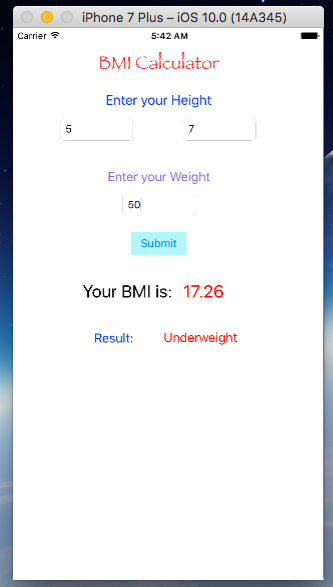 iPhone 7 Plus – iOS 10.0 (14A345)
Carrier 5:42 AM
BMI Calculator
Enter your Height
5 7
Enter your Weight
50
Submit
Your BMI is: 17.26
Result: Underweight